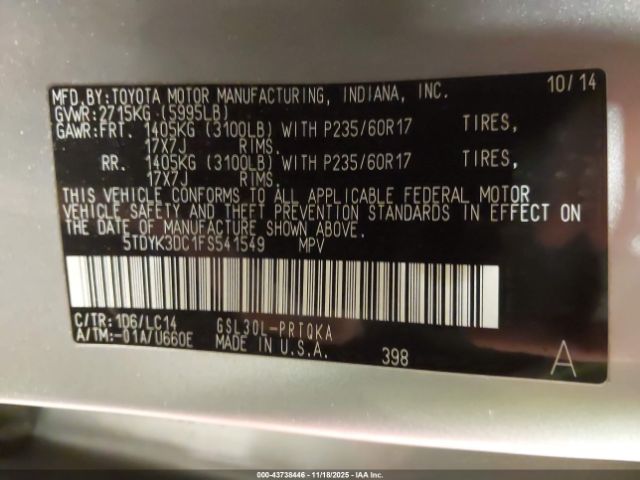 MFD. BY: TOYOTA MOTOR MANUFACTURING, INDIANA, INC. 10/14
GVWR: 2715KG (5995LB)
GAWR: FRT. 1405KG (3100LB) WITH P235/60R17 TIRES,
17X7J RIMS.
RR. 1405KG (3100LB) WITH P235/60R17 TIRES,
17X7J RIMS.
THIS VEHICLE CONFORMS TO ALL APPLICABLE FEDERAL MOTOR
VEHICLE SAFETY AND THEFT PREVENTION STANDARDS IN EFFECT ON
THE DATE OF MANUFACTURE SHOWN ABOVE.
5TDYK3DC1FS541549 MPV
C/TR: 1D6/LC14 GSL30L-PRTQKA
A/TM: -01A/U660E MADE IN U.S.A. 398 A
000-43738446 - 11/18/2025 - IAA Inc.